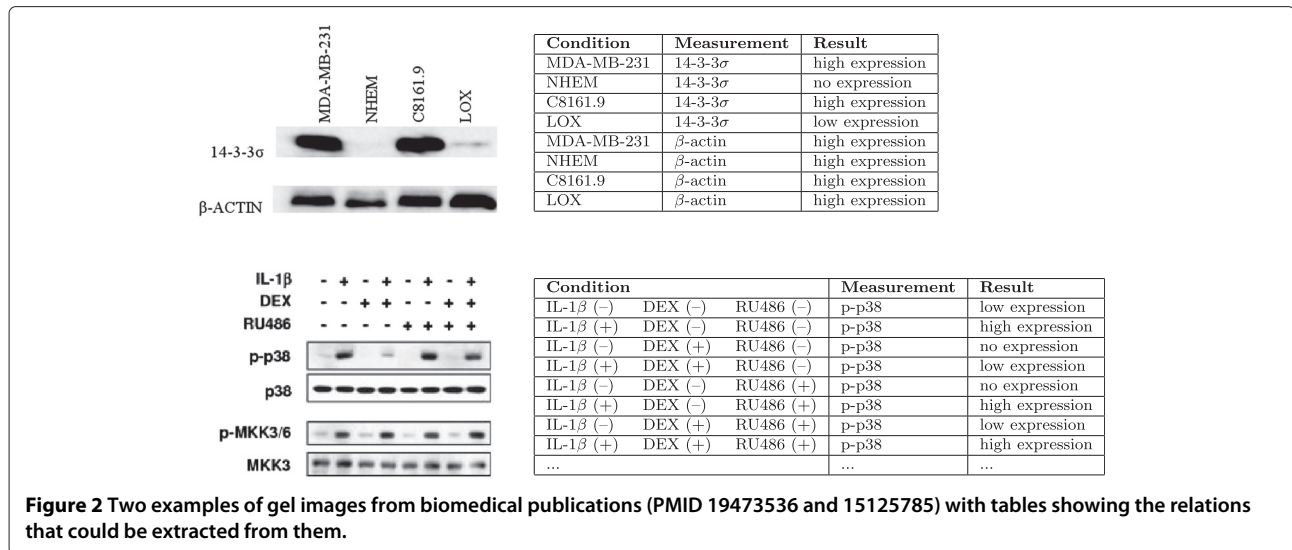 MDA-MB-231
NHEM
C8161.9
LOX
14-3-3σ
β-ACTIN
Condition Measurement Result
MDA-MB-231 14-3-3σ high expression
NHEM 14-3-3σ no expression
C8161.9 14-3-3σ high expression
LOX 14-3-3σ low expression
MDA-MB-231 β-actin high expression
NHEM β-actin high expression
C8161.9 β-actin high expression
LOX β-actin high expression
IL-1β - + - + - + - +
DEX - - + + - - + +
RU486 - - - - + + + +
p-p38
p38
p-MKK3/6
MKK3
Condition Measurement Result
IL-1β (–) DEX (–) RU486 (–) p-p38 low expression
IL-1β (+) DEX (–) RU486 (–) p-p38 high expression
IL-1β (–) DEX (+) RU486 (–) p-p38 no expression
IL-1β (+) DEX (+) RU486 (–) p-p38 low expression
IL-1β (–) DEX (–) RU486 (+) p-p38 no expression
IL-1β (+) DEX (–) RU486 (+) p-p38 high expression
IL-1β (–) DEX (+) RU486 (+) p-p38 low expression
IL-1β (+) DEX (+) RU486 (+) p-p38 high expression
... ... ...
Figure 2 Two examples of gel images from biomedical publications (PMID 19473536 and 15125785) with tables showing the relations
that could be extracted from them.